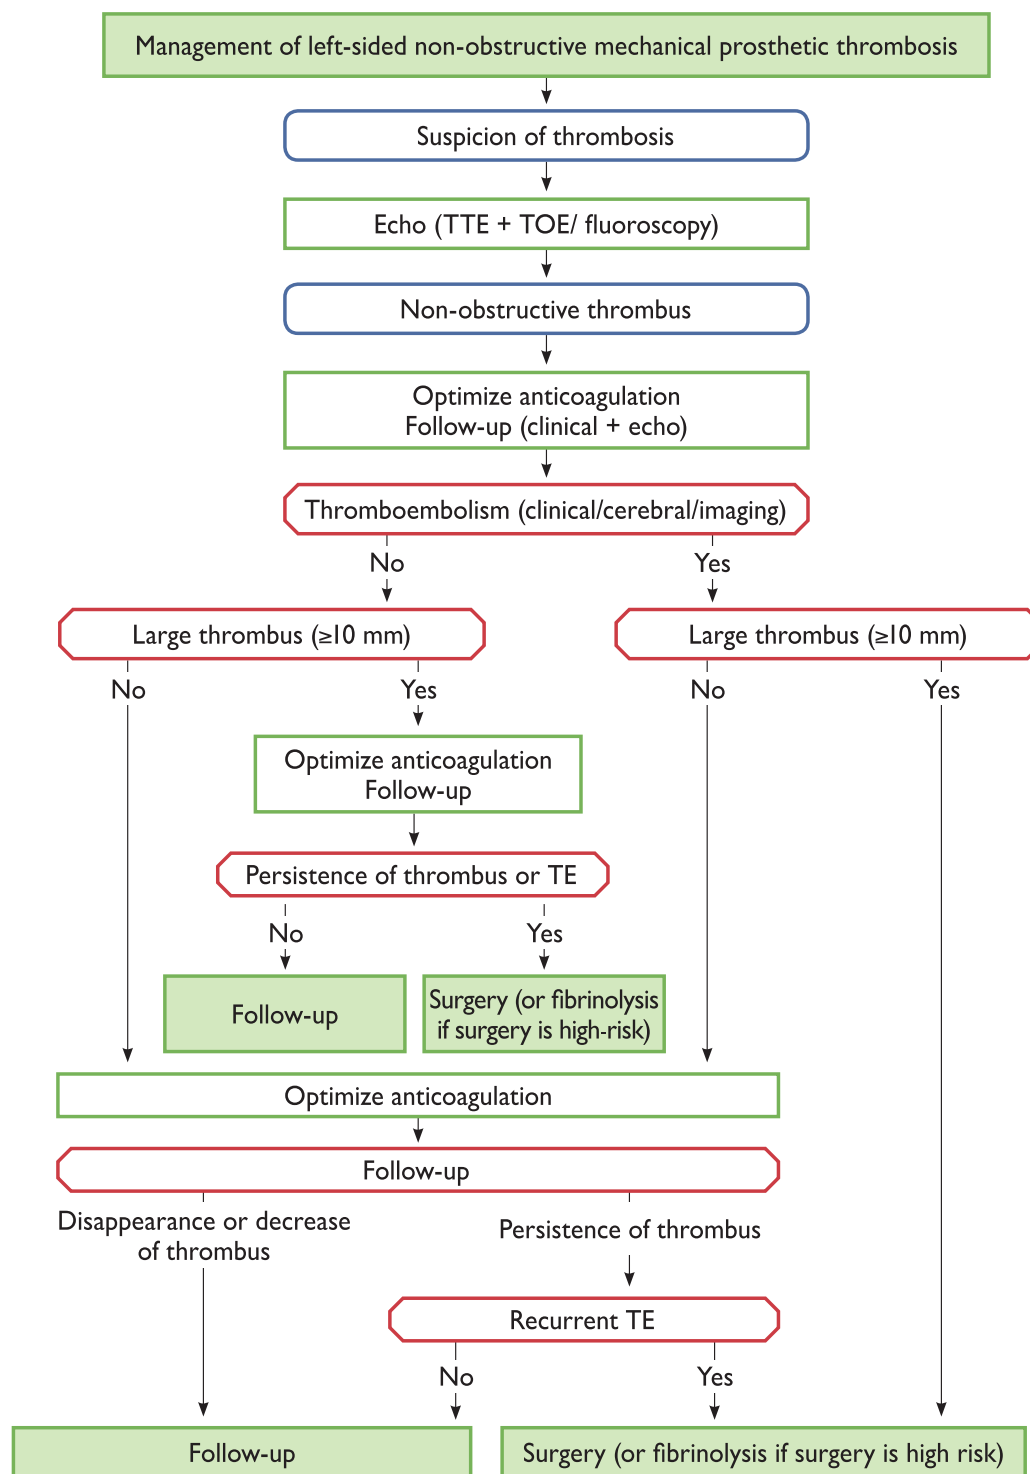 Management of left-sided non-obstructive mechanical prosthetic thrombosis
Suspicion of thrombosis
Echo (TTE + TOE/ fluoroscopy)
Non-obstructive thrombus
Optimize anticoagulation
Follow-up (clinical + echo)
Thromboembolism (clinical/cerebral/imaging)
No
Yes
Large thrombus (≥10 mm)
Large thrombus (≥10 mm)
No
Yes
No
Yes
Optimize anticoagulation
Follow-up
Persistence of thrombus or TE
No
Yes
Follow-up
Surgery (or fibrinolysis
if surgery is high-risk)
Optimize anticoagulation
Follow-up
Disappearance or decrease
of thrombus
Persistence of thrombus
Recurrent TE
No
Yes
Follow-up
Surgery (or fibrinolysis if surgery is high risk)